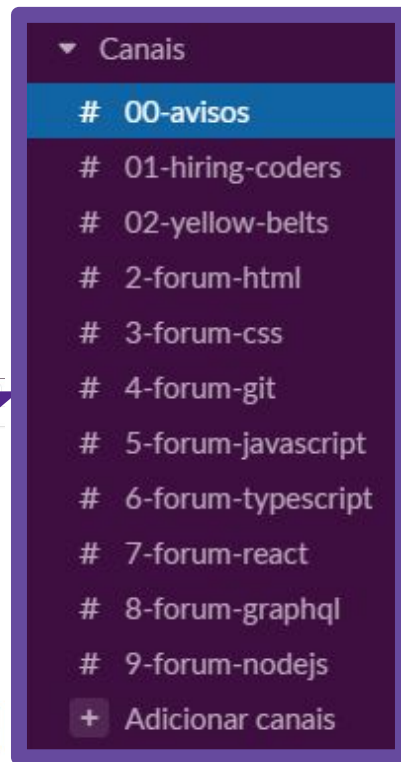 Canais
# 00-avisos
# 01-hiring-coders
# 02-yellow-belts
# 2-forum-html
# 3-forum-css
# 4-forum-git
# 5-forum-javascript
# 6-forum-typescript
# 7-forum-react
# 8-forum-graphql
# 9-forum-nodejs
+ Adicionar canais